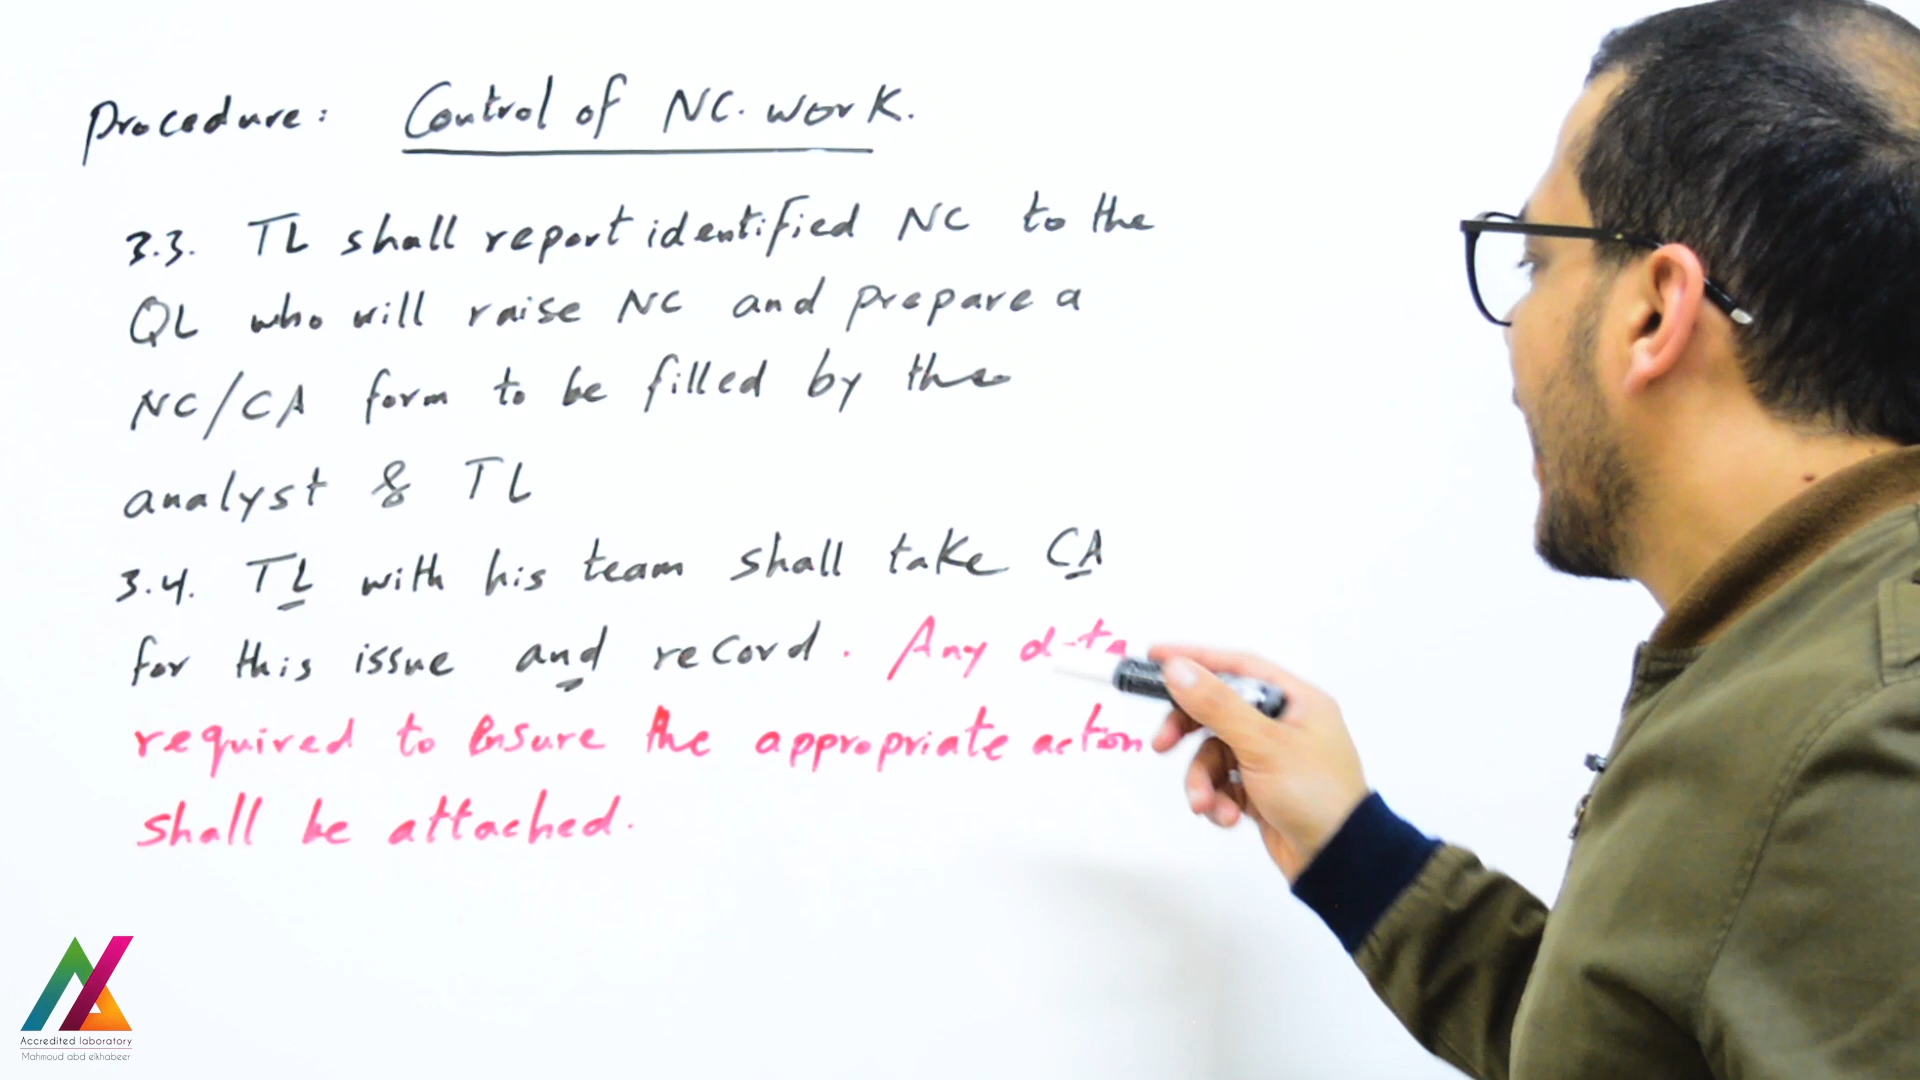 Procedure: Control of NC. work.
3.3. TL shall report identified NC to the
QL who will raise NC and prepare a
NC/CA form to be filled by the
analyst & TL
3.4. TL with his team shall take CA
for this issue and record. Any data
required to Ensure the appropriate action
shall be attached.
Accredited laboratory
Mahmoud abd elkhabeer